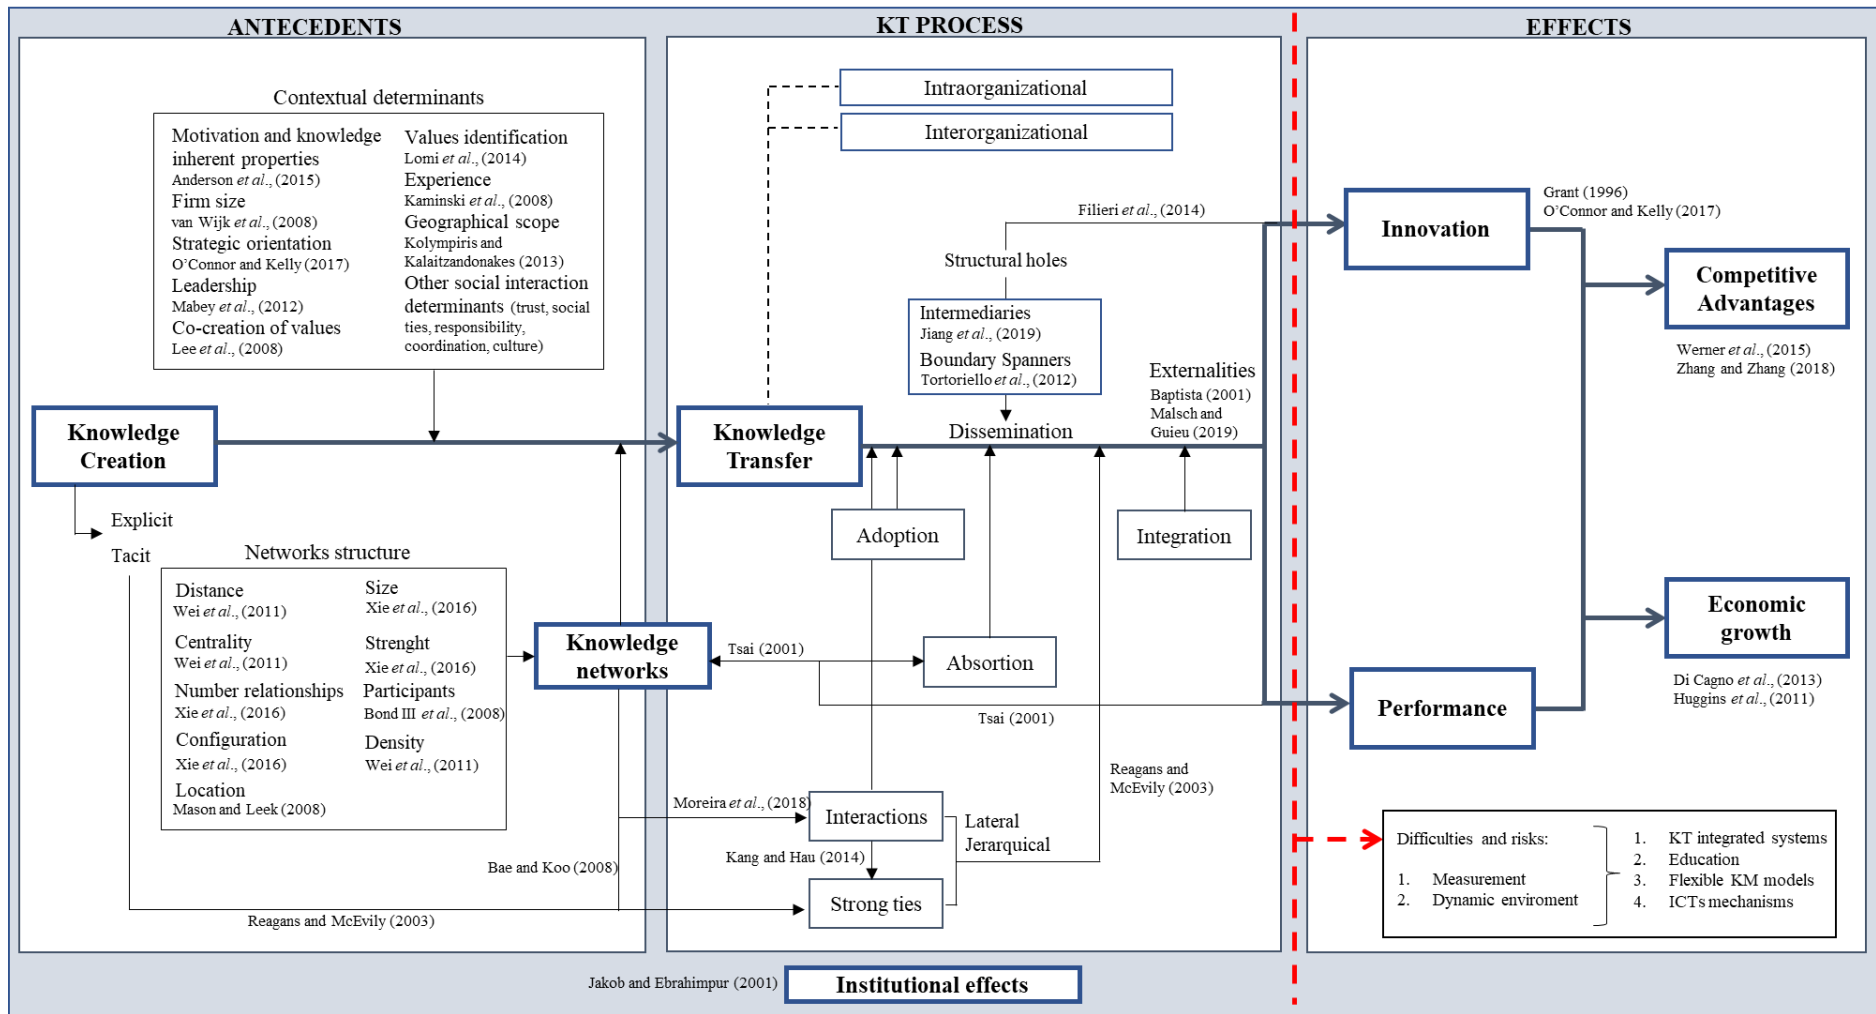 ANTECEDENTS
KT PROCESS
EFFECTS
Contextual determinants
Motivation and knowledge
inherent properties
Anderson et al., (2015)
Firm size
van Wijk et al., (2008)
Strategic orientation
O'Connor and Kelly (2017)
Leadership
Mabey et al., (2012)
Co-creation of values
Lee et al., (2008)
Values identification
Lomi et al., (2014)
Experience
Kaminski et al., (2008)
Geographical scope
Kolympiris and
Kalaitzandonakes (2013)
Other social interaction
determinants (trust, social
ties, responsibility,
coordination, culture)
Knowledge
Creation
Explicit
Tacit
Networks structure
Distance
Wei et al., (2011)
Centrality
Wei et al., (2011)
Number relationships
Xie et al., (2016)
Configuration
Xie et al., (2016)
Location
Mason and Leek (2008)
Size
Xie et al., (2016)
Strenght
Xie et al., (2016)
Participants
Bond III et al., (2008)
Density
Wei et al., (2011)
Knowledge
networks
Bae and Koo (2008)
Reagans and McEvily (2003)
Intraorganizational
Interorganizational
Filieri et al., (2014)
Structural holes
Intermediaries
Jiang et al., (2019)
Boundary Spanners
Tortoriello et al., (2012)
Dissemination
Externalities
Baptista (2001)
Malsch and
Guieu (2019)
Knowledge
Transfer
Adoption
Integration
Tsai (2001)
Absortion
Tsai (2001)
Reagans and
McEvily (2003)
Moreira et al., (2018)
Interactions
Lateral
Jerarquical
Kang and Hau (2014)
Strong ties
Innovation
Grant (1996)
O'Connor and Kelly (2017)
Competitive
Advantages
Werner et al., (2015)
Zhang and Zhang (2018)
Economic
growth
Di Cagno et al., (2013)
Huggins et al., (2011)
Performance
Difficulties and risks:
1. Measurement
2. Dynamic enviroment
1. KT integrated systems
2. Education
3. Flexible KM models
4. ICTs mechanisms
Jakob and Ebrahimpur (2001)
Institutional effects